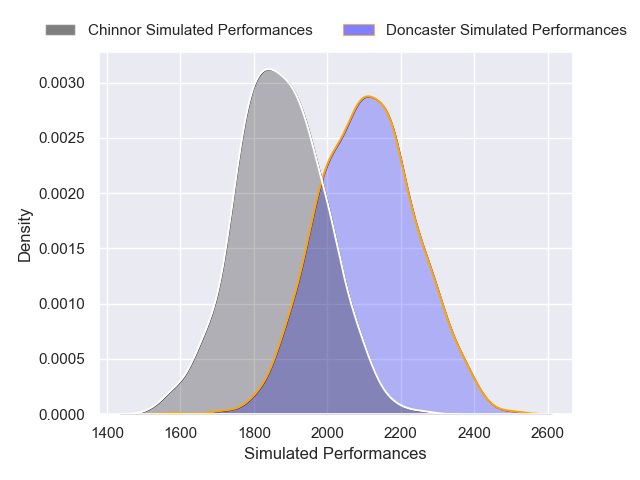 Chinnor Simulated Performances Doncaster Simulated Performances
0.0030
0.0025
0.0020
0.0015
0.0010
0.0005
0.0000
Density
1400 1600 1800 2000 2200 2400 2600
Simulated Performances